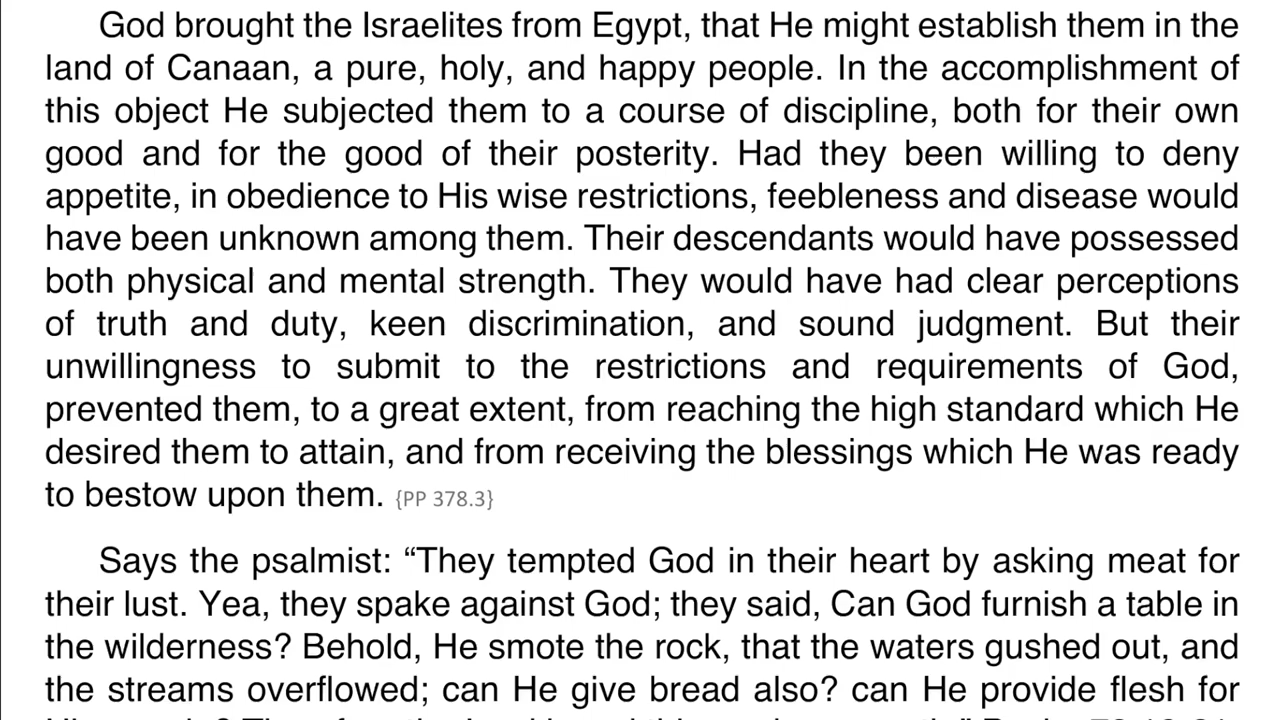 God brought the Israelites from Egypt, that He might establish them in the
land of Canaan, a pure, holy, and happy people. In the accomplishment of
this object He subjected them to a course of discipline, both for their own
good and for the good of their posterity. Had they been willing to deny
appetite, in obedience to His wise restrictions, feebleness and disease would
have been unknown among them. Their descendants would have possessed
both physical and mental strength. They would have had clear perceptions
of truth and duty, keen discrimination, and sound judgment. But their
unwillingness to submit to the restrictions and requirements of God,
prevented them, to a great extent, from reaching the high standard which He
desired them to attain, and from receiving the blessings which He was ready
to bestow upon them. {PP 378.3}
Says the psalmist: “They tempted God in their heart by asking meat for
their lust. Yea, they spake against God; they said, Can God furnish a table in
the wilderness? Behold, He smote the rock, that the waters gushed out, and
the streams overflowed; can He give bread also? can He provide flesh for